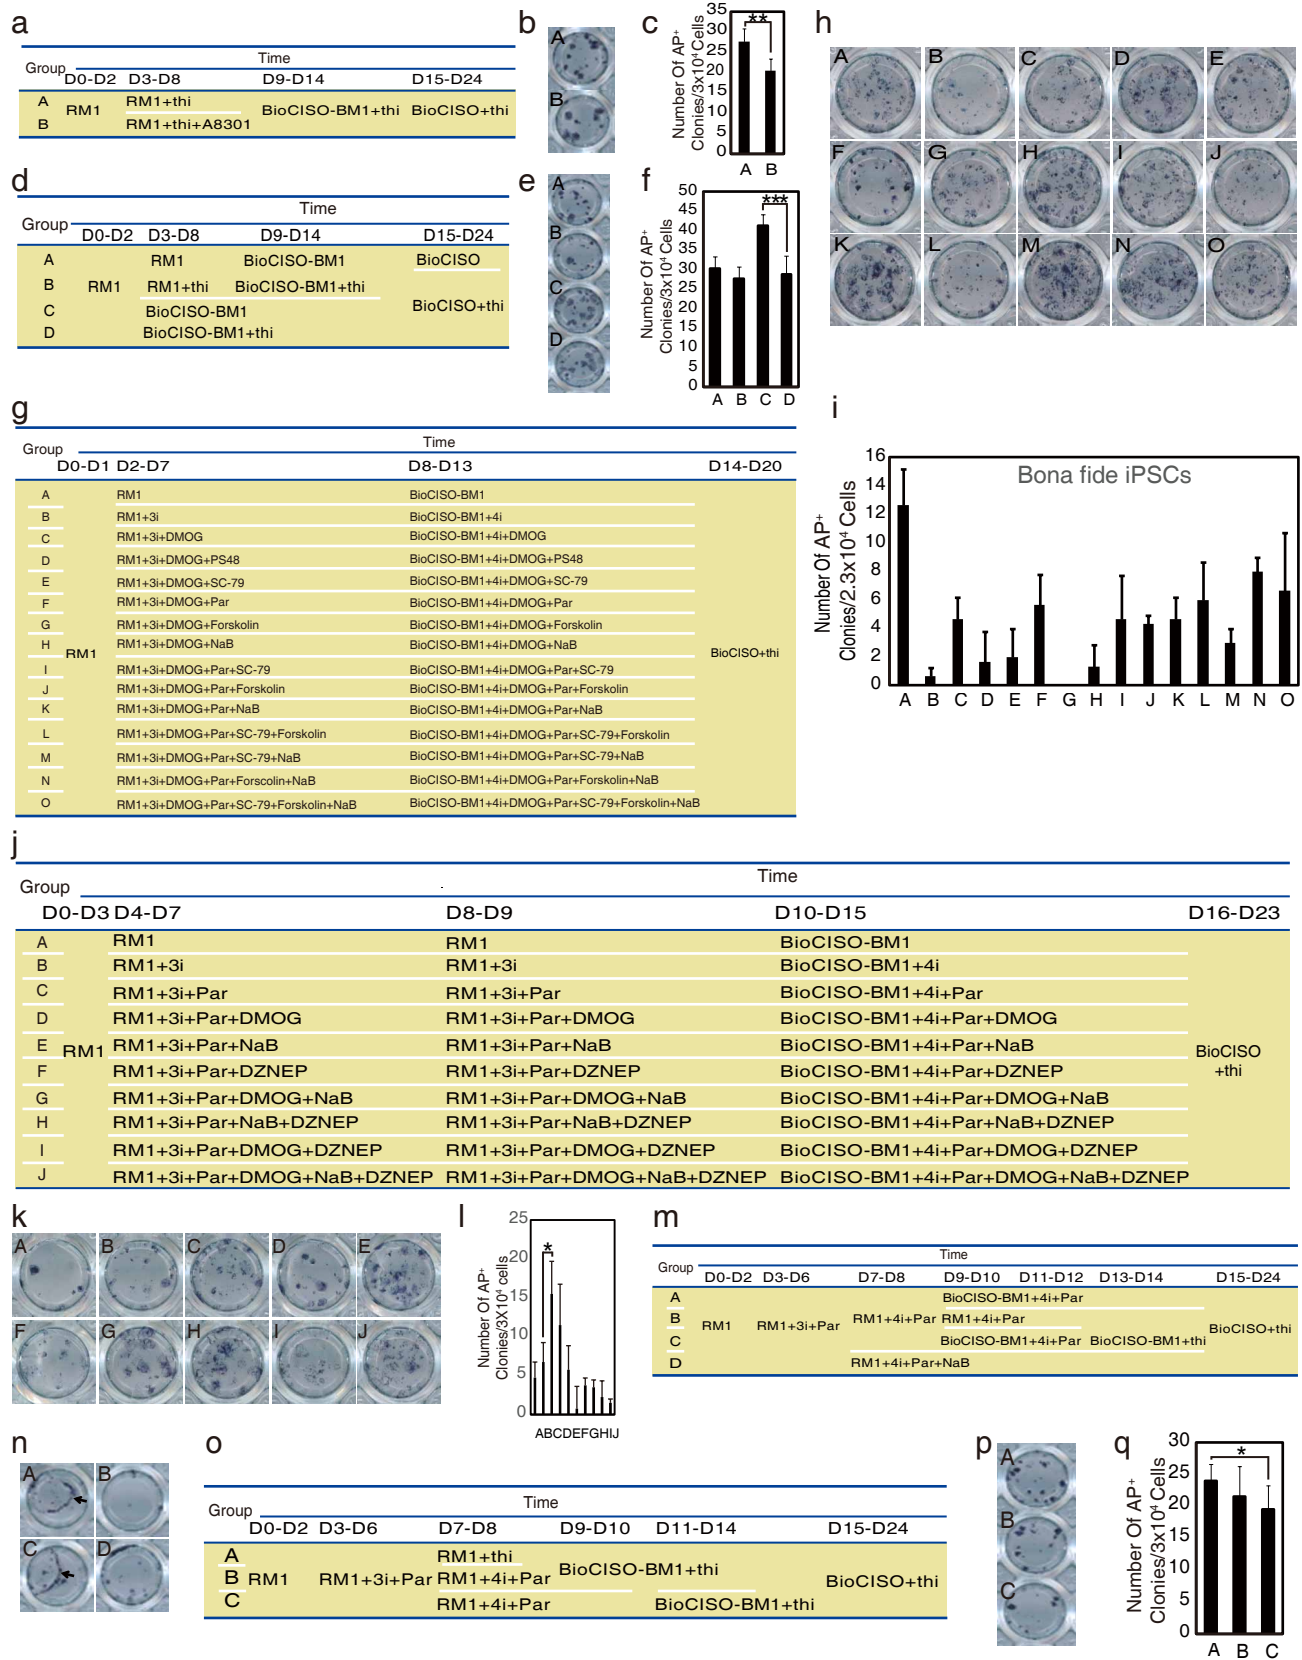 a
Time
Group
D0-D2 D3-D8 D9-D14 D15-D24
A RM1+thi
RM1 BioCISO-BM1+thi BioCISO+thi
B RM1+thi+A8301
b
A
B
c
Number Of AP+
Clonies/3x10⁴ Cells
35
30
25
20
15
10
5
0
**
A B
d
Time
Group
D0-D2 D3-D8 D9-D14 D15-D24
A RM1 BioCISO-BM1 BioCISO
B RM1 RM1+thi BioCISO-BM1+thi
C BioCISO-BM1 BioCISO+thi
D BioCISO-BM1+thi
e
A
B
C
D
f
Number Of AP+
Clonies/3x10⁴ Cells
50
45
40
35
30
25
20
15
10
5
0
***
A B C D
h
A B C D E
F G H I J
K L M N O
g
Time
Group
D0-D1 D2-D7 D8-D13 D14-D20
A RM1 BioCISO-BM1
B RM1+3i BioCISO-BM1+4i
C RM1+3i+DMOG BioCISO-BM1+4i+DMOG
D RM1+3i+DMOG+PS48 BioCISO-BM1+4i+DMOG+PS48
E RM1+3i+DMOG+SC-79 BioCISO-BM1+4i+DMOG+SC-79
F RM1+3i+DMOG+Par BioCISO-BM1+4i+DMOG+Par
G RM1+3i+DMOG+Forskolin BioCISO-BM1+4i+DMOG+Forskolin
H RM1+3i+DMOG+NaB BioCISO-BM1+4i+DMOG+NaB
RM1 BioCISO+thi
I RM1+3i+DMOG+Par+SC-79 BioCISO-BM1+4i+DMOG+Par+SC-79
J RM1+3i+DMOG+Par+Forskolin BioCISO-BM1+4i+DMOG+Par+Forskolin
K RM1+3i+DMOG+Par+NaB BioCISO-BM1+4i+DMOG+Par+NaB
L RM1+3i+DMOG+Par+SC-79+Forskolin BioCISO-BM1+4i+DMOG+Par+SC-79+Forskolin
M RM1+3i+DMOG+Par+SC-79+NaB BioCISO-BM1+4i+DMOG+Par+SC-79+NaB
N RM1+3i+DMOG+Par+Forscolin+NaB BioCISO-BM1+4i+DMOG+Par+Forskolin+NaB
O RM1+3i+DMOG+Par+SC-79+Forskolin+NaB BioCISO-BM1+4i+DMOG+Par+SC-79+Forskolin+NaB
i
Bona fide iPSCs
Number Of AP+
Clonies/2.3x10⁴ Cells
16
14
12
10
8
6
4
2
0
A B C D E F G H I J K L M N O
j
Time
Group
D0-D3 D4-D7 D8-D9 D10-D15 D16-D23
A RM1 RM1 BioCISO-BM1
B RM1+3i RM1+3i BioCISO-BM1+4i
C RM1+3i+Par RM1+3i+Par BioCISO-BM1+4i+Par
D RM1+3i+Par+DMOG RM1+3i+Par+DMOG BioCISO-BM1+4i+Par+DMOG
E RM1 RM1+3i+Par+NaB RM1+3i+Par+NaB BioCISO-BM1+4i+Par+NaB BioCISO
F RM1+3i+Par+DZNEP RM1+3i+Par+DZNEP BioCISO-BM1+4i+Par+DZNEP +thi
G RM1+3i+Par+DMOG+NaB RM1+3i+Par+DMOG+NaB BioCISO-BM1+4i+Par+DMOG+NaB
H RM1+3i+Par+NaB+DZNEP RM1+3i+Par+NaB+DZNEP BioCISO-BM1+4i+Par+NaB+DZNEP
I RM1+3i+Par+DMOG+DZNEP RM1+3i+Par+DMOG+DZNEP BioCISO-BM1+4i+Par+DMOG+DZNEP
J RM1+3i+Par+DMOG+NaB+DZNEP RM1+3i+Par+DMOG+NaB+DZNEP BioCISO-BM1+4i+Par+DMOG+NaB+DZNEP
k
A B C D E
F G H I J
l
Number Of AP+
Clonies/3X10⁴ cells
25
20
15
10
5
0
*
ABCDEFGHIJ
m
Time
Group
D0-D2 D3-D6 D7-D8 D9-D10 D11-D12 D13-D14 D15-D24
A BioCISO-BM1+4i+Par
B RM1 RM1+3i+Par RM1+4i+Par RM1+4i+Par BioCISO+thi
C BioCISO-BM1+4i+Par BioCISO-BM1+thi
D RM1+4i+Par+NaB
n
A B
C D
o
Time
Group
D0-D2 D3-D6 D7-D8 D9-D10 D11-D14 D15-D24
A RM1+thi
BioCISO-BM1+thi
B RM1 RM1+3i+Par RM1+4i+Par BioCISO+thi
C RM1+4i+Par BioCISO-BM1+thi
p
A
B
C
q
Number Of AP+
Clonies/3x10⁴ Cells
30
25
20
15
10
5
0
*
A B C